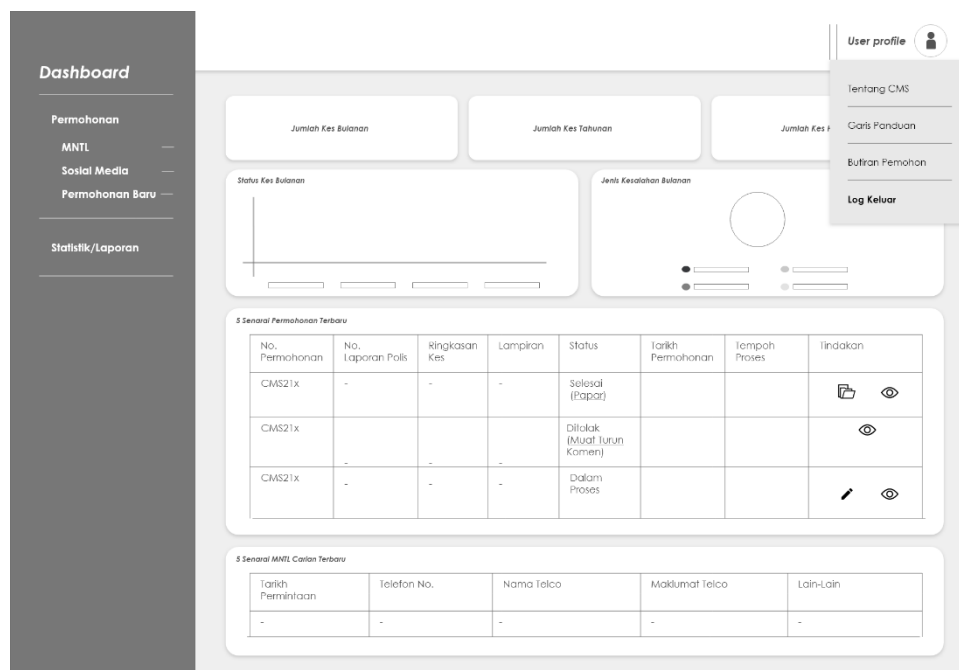 User profile
Dashboard
Tentang CMS
Permohonan
Garis Panduan
Jumlah Kes Bulanan
Jumlah Kes Tahunan
Jumlah Kes
MNTL
Butiran Pemohon
Sosial Media
Status Kes Bulanan
Jenis Kesalahan Bulanan
Permohonan Baru
Log Keluar
Statistik/Laporan
5 Senarai Permohonan Terbaru
No. Permohonan
No. Laporan Polis
Ringkasan Kes
Lampiran
Status
Tarikh Permohonan
Tempoh Proses
Tindakan
CMS21x
-
-
-
Selesai
(Papar)
CMS21x
-
-
-
Ditolak
(Muat Turun
Komen)
CMS21x
-
-
-
Dalam
Proses
5 Senarai MNTL Carian Terbaru
Tarikh Permintaan
Telefon No.
Nama Telco
Maklumat Telco
Lain-Lain
-
-
-
-
-